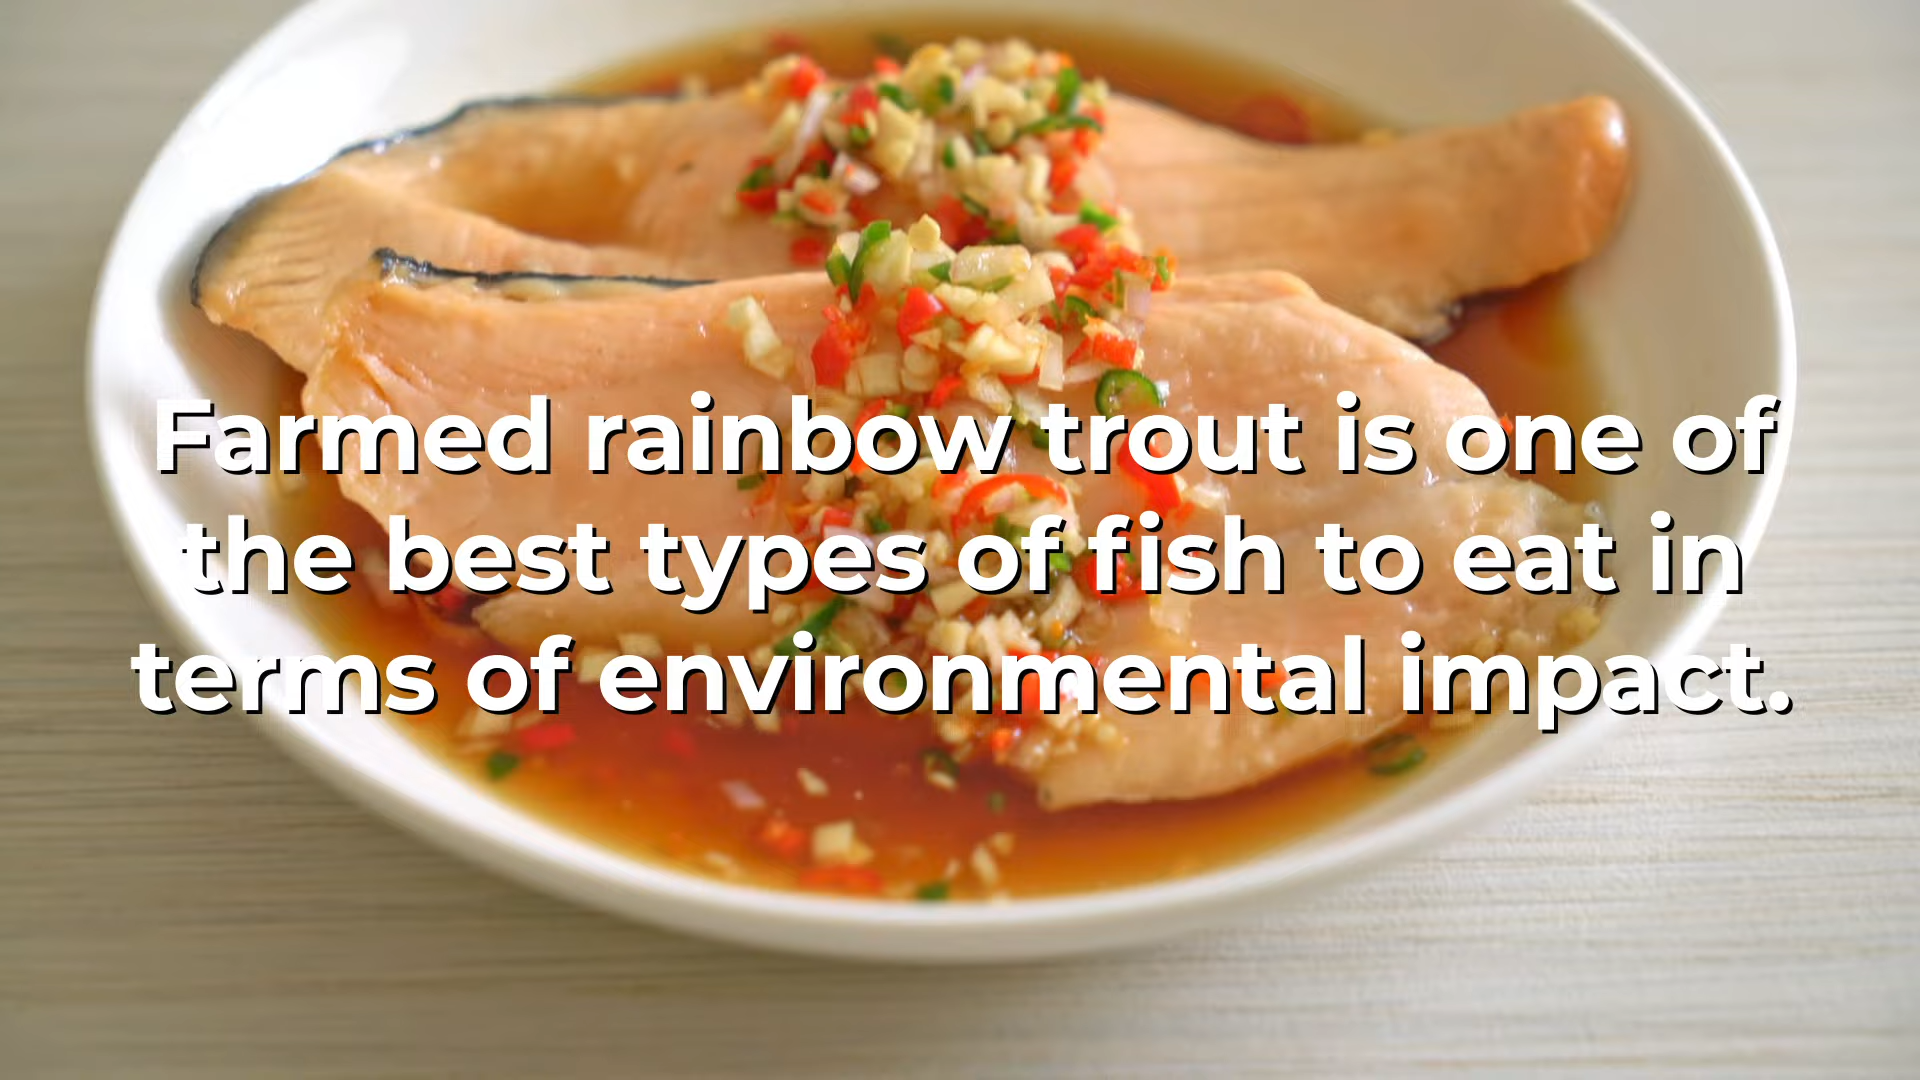 Farmed rainbow trout is one of
the best types of fish to eat in
terms of environmental impact.